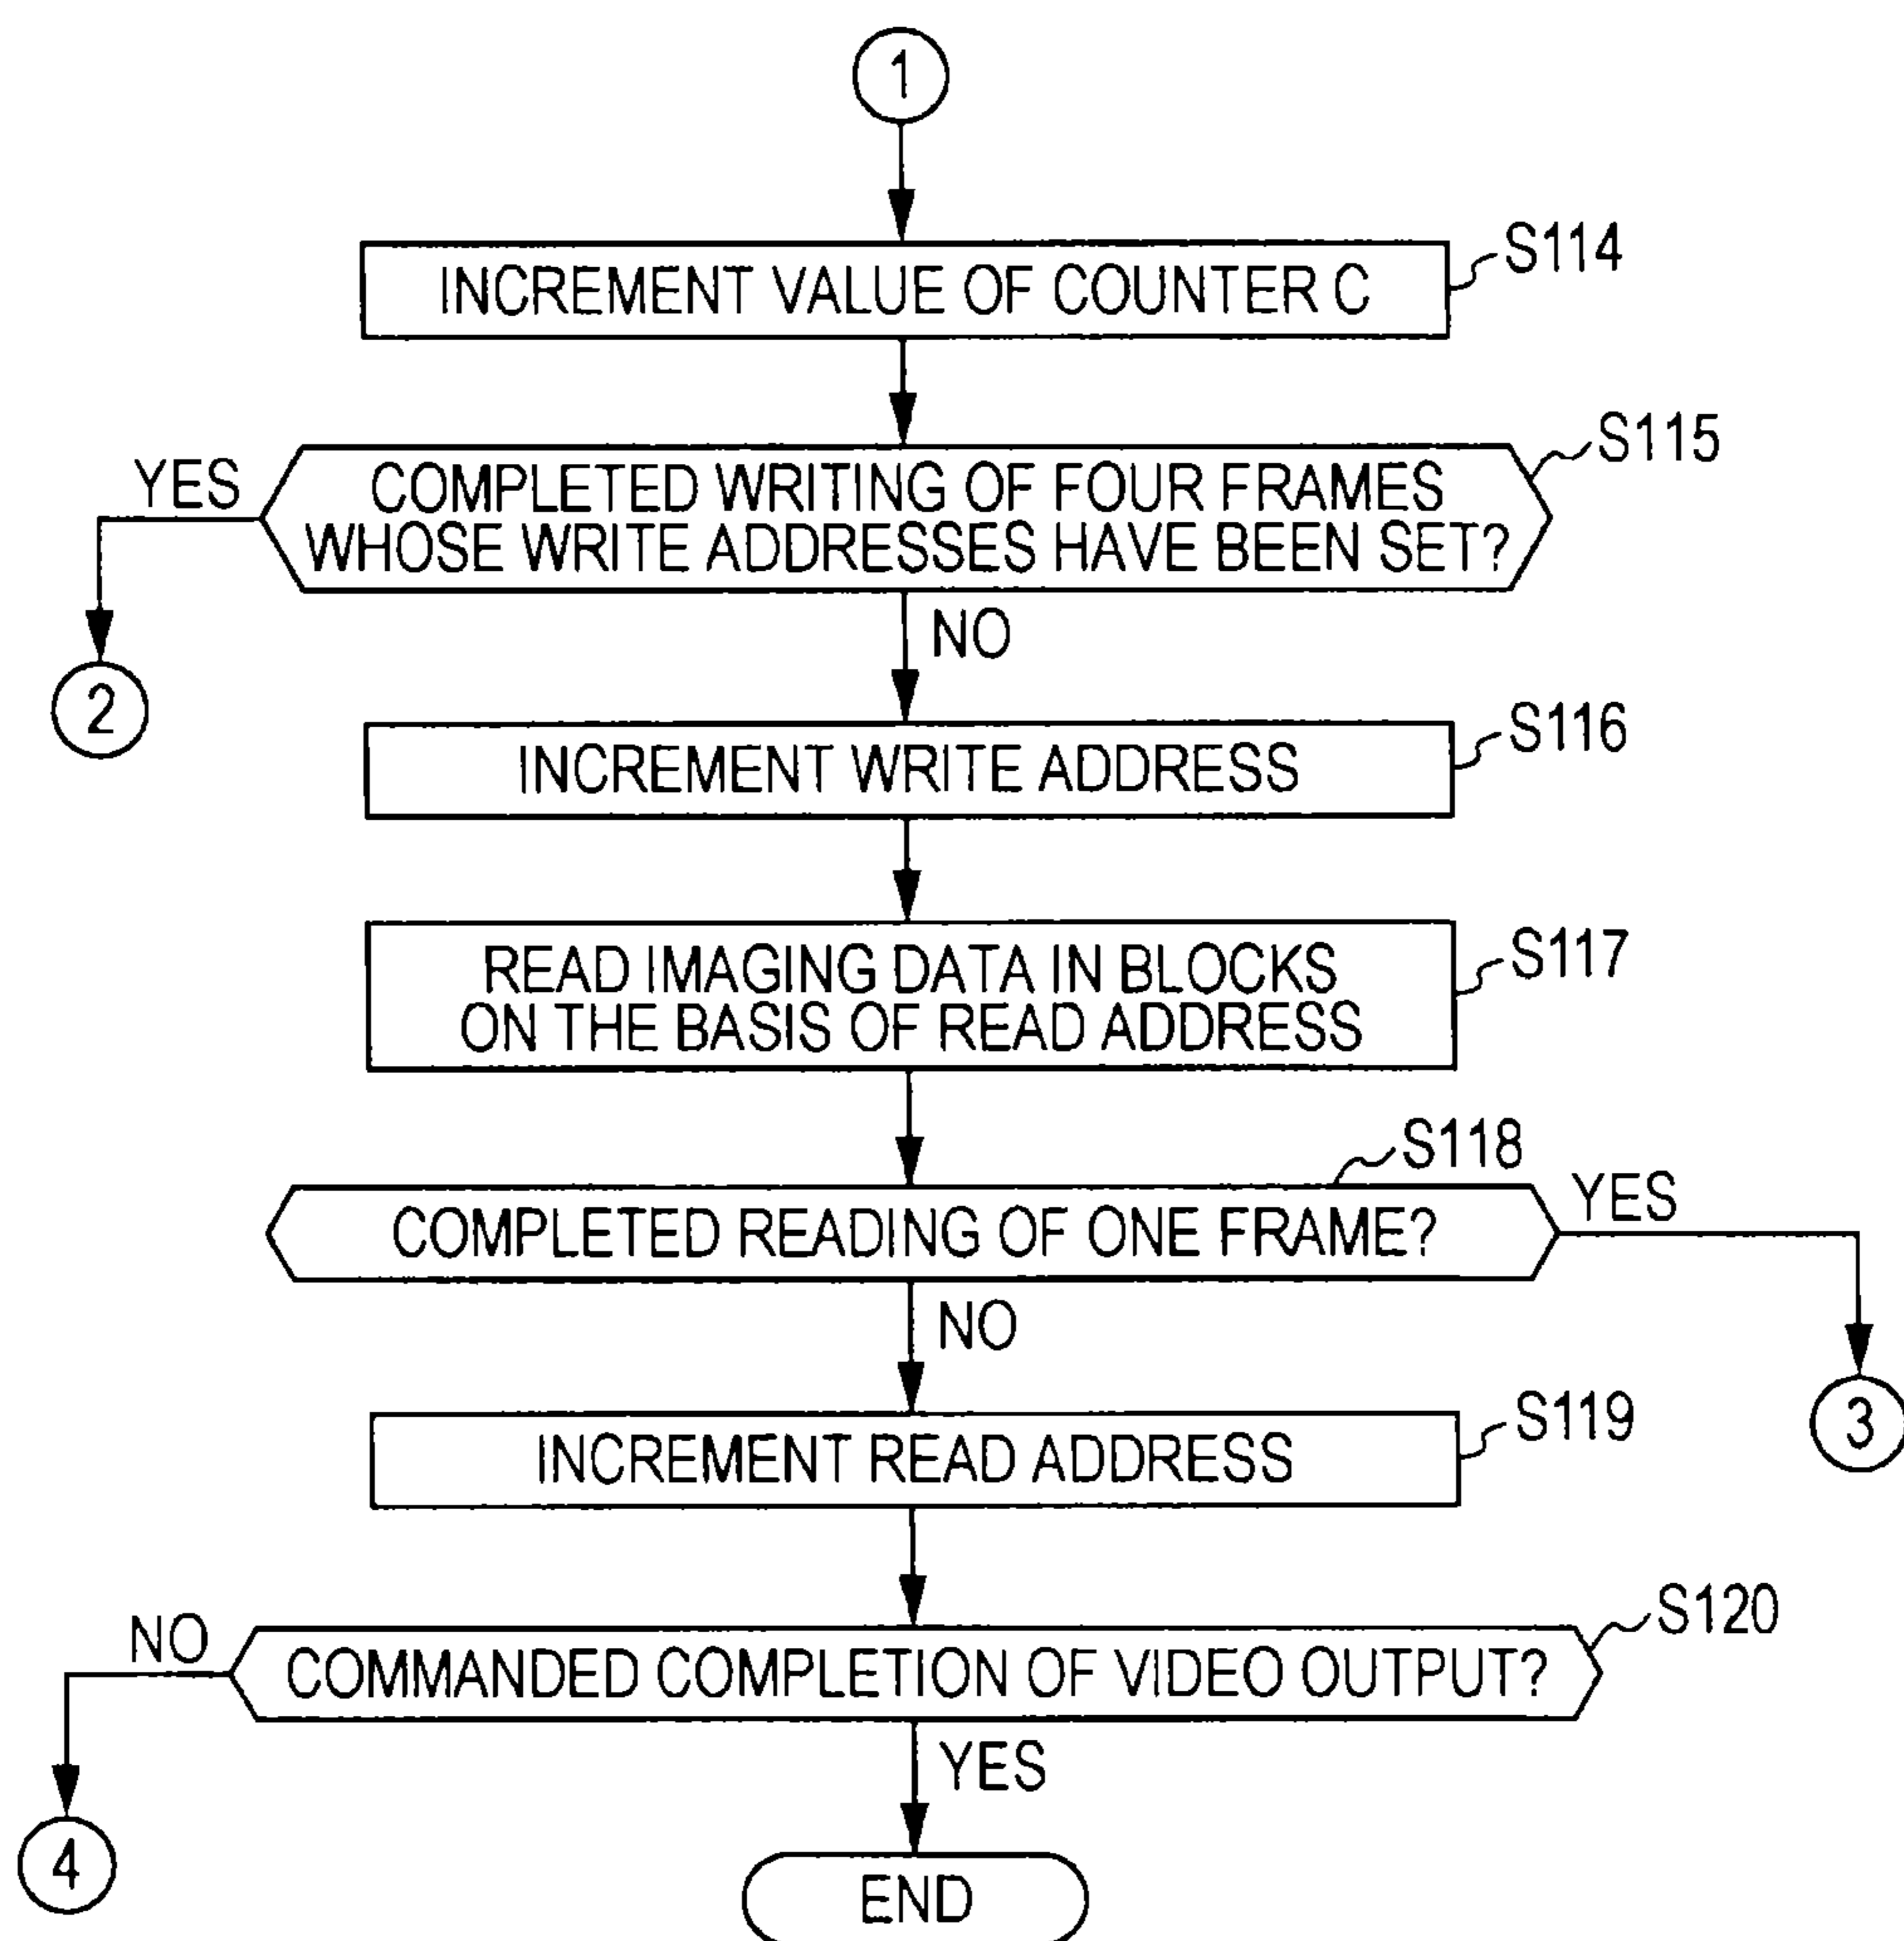 1
INCREMENT VALUE OF COUNTER C
S114
COMPLETED WRITING OF FOUR FRAMES
WHOSE WRITE ADDRESSES HAVE BEEN SET?
S115
YES
2
NO
INCREMENT WRITE ADDRESS
S116
READ IMAGING DATA IN BLOCKS
ON THE BASIS OF READ ADDRESS
S117
S118
COMPLETED READING OF ONE FRAME?
YES
3
NO
INCREMENT READ ADDRESS
S119
COMMANDED COMPLETION OF VIDEO OUTPUT?
S120
NO
4
YES
END